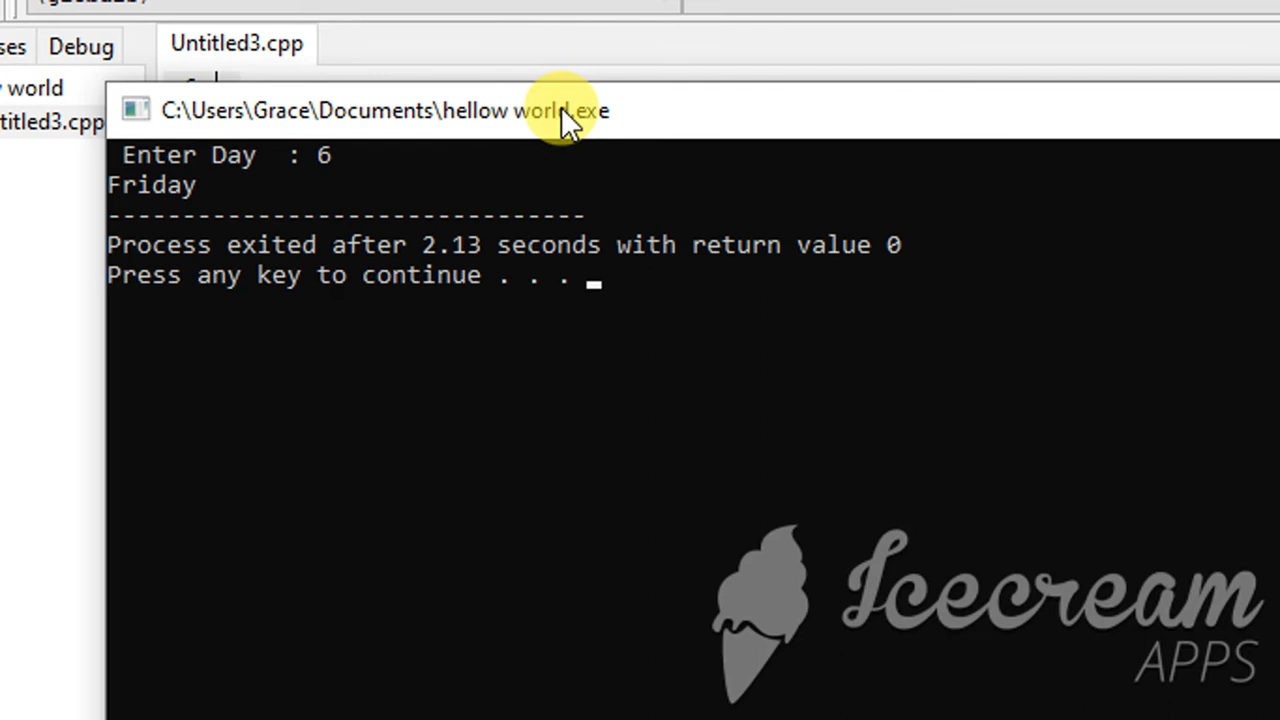 ses Debug Untitled3.cpp
world
titled3.cpp
C:\Users\Grace\Documents\hellow world.exe
Enter Day  : 6
Friday
--------------------------------
Process exited after 2.13 seconds with return value 0
Press any key to continue . . .
Icecream
APPS